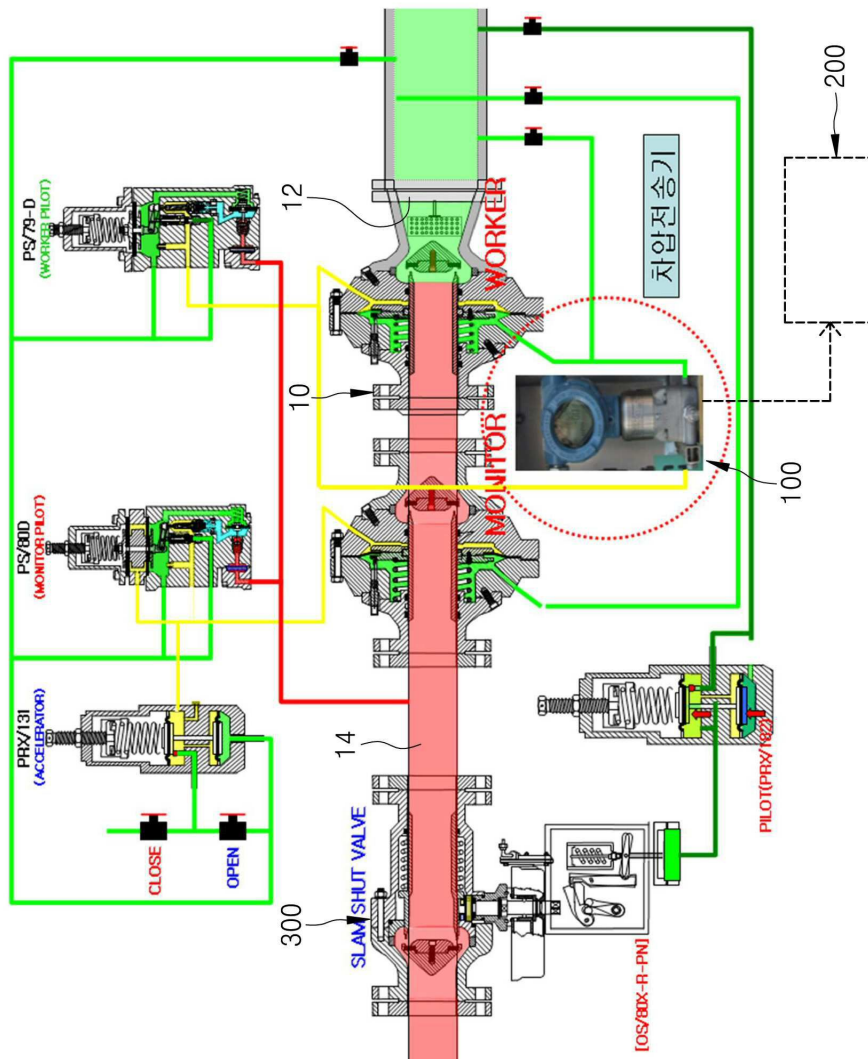 PS/79-D
(WORKER PILOT)
PS/80D
(MONITOR PILOT)
PRX/131
(ACCELERATOR)
CLOSE
OPEN
SLAM SHUT VALVE
300
14
10
12
WORKER
MONITOR
차압전송기
100
200
PILOT(PRX/182)
[OS/80X-R-PN]